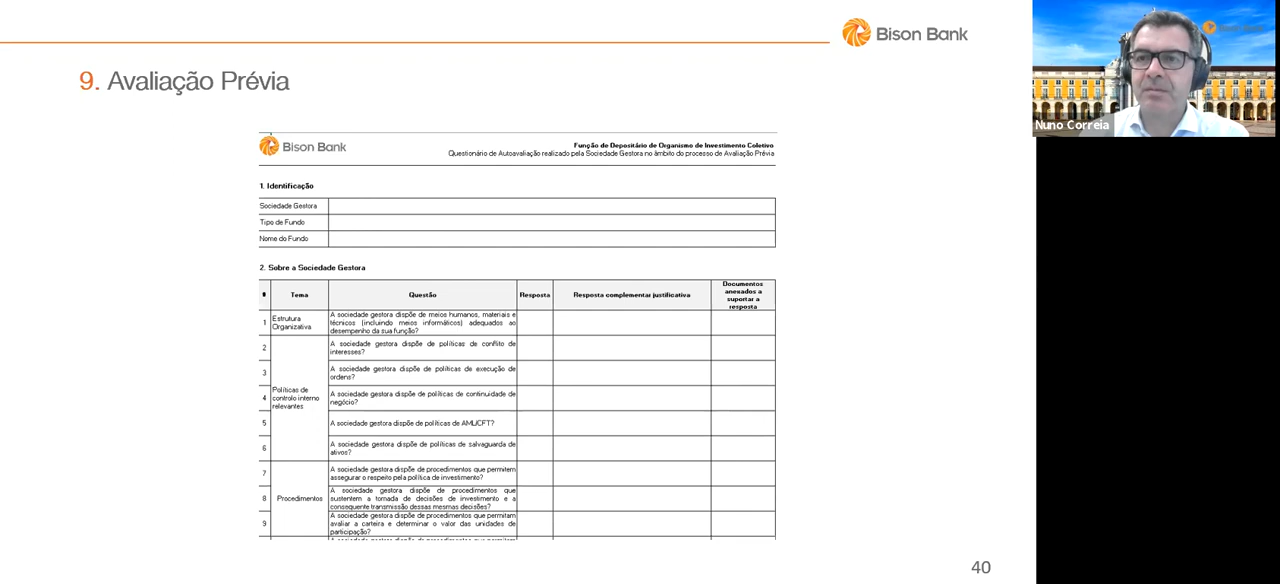 Bison Bank
9. Avaliação Prévia
Nuno Correia
Bison Bank
Função de Depositário de Organismo de Investimento Coletivo
Questionário de Autoavaliação realizado pela Sociedade Gestora no âmbito do processo de Avaliação Prévia
1. Identificação
Sociedade Gestora
Tipo de Fundo
Nome do Fundo
2. Sobre a Sociedade Gestora
# Tema Questão Resposta Resposta complementar justificativa
Documentos
anexados a
suportar a
resposta
1
Estrutura
Organizativa
A sociedade gestora dispõe de meios humanos, materiais e
técnicos (incluindo meios informáticos) adequados ao
desempenho da sua função?
Políticas de
controlo interno
relevantes
2
A sociedade gestora dispõe de políticas de conflito de
interesses?
3
A sociedade gestora dispõe de políticas de execução de
ordens?
4
A sociedade gestora dispõe de políticas de continuidade de
negócio?
5
A sociedade gestora dispõe de políticas de AML/CFT?
6
A sociedade gestora dispõe de políticas de salvaguarda de
ativos?
Procedimentos
7
A sociedade gestora dispõe de procedimentos que permitem
assegurar o respeito pela política de investimento?
8
A sociedade gestora dispõe de procedimentos que
sustentem a tomada de decisões de investimento e a
consequente transmissão dessas mesmas decisões?
9
A sociedade gestora dispõe de procedimentos que permitam
avaliar a carteira e determinar o valor das unidades de
participação?
40